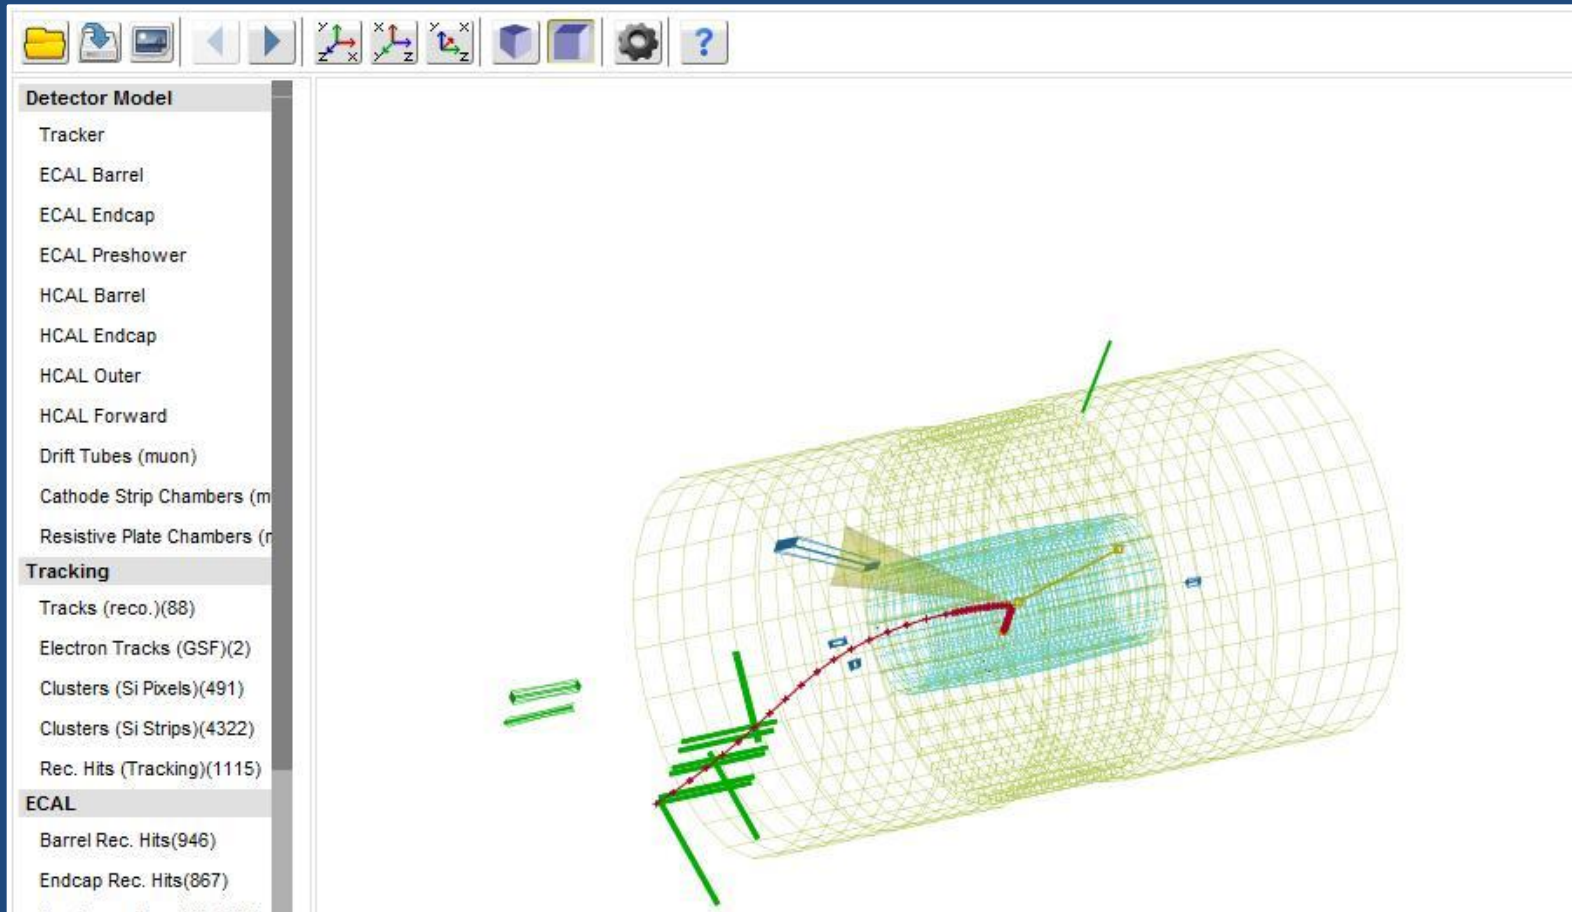 Y
Z X
X
Y Z
Y X
Z
?
Detector Model
Tracker
ECAL Barrel
ECAL Endcap
ECAL Preshower
HCAL Barrel
HCAL Endcap
HCAL Outer
HCAL Forward
Drift Tubes (muon)
Cathode Strip Chambers (m
Resistive Plate Chambers (r
Tracking
Tracks (reco.)(88)
Electron Tracks (GSF)(2)
Clusters (Si Pixels)(491)
Clusters (Si Strips)(4322)
Rec. Hits (Tracking)(1115)
ECAL
Barrel Rec. Hits(946)
Endcap Rec. Hits(867)